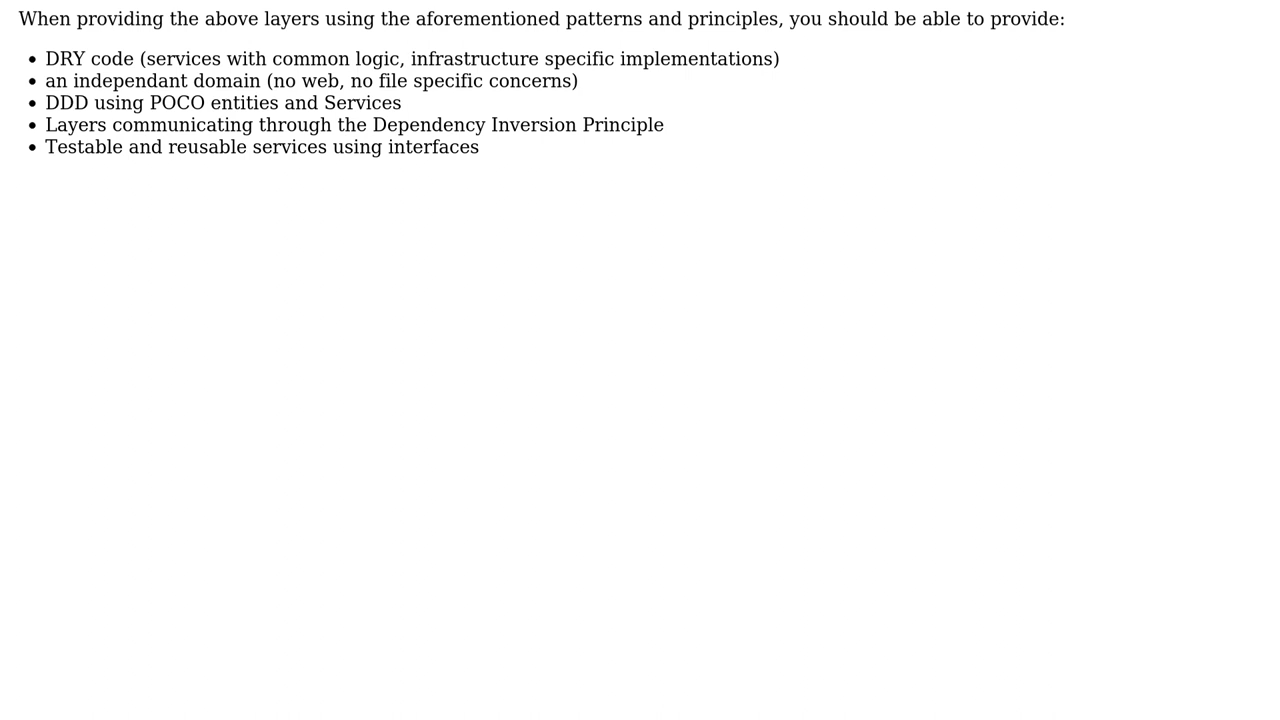 When providing the above layers using the aforementioned patterns and principles, you should be able to provide:
• DRY code (services with common logic, infrastructure specific implementations)
• an independant domain (no web, no file specific concerns)
• DDD using POCO entities and Services
• Layers communicating through the Dependency Inversion Principle
• Testable and reusable services using interfaces